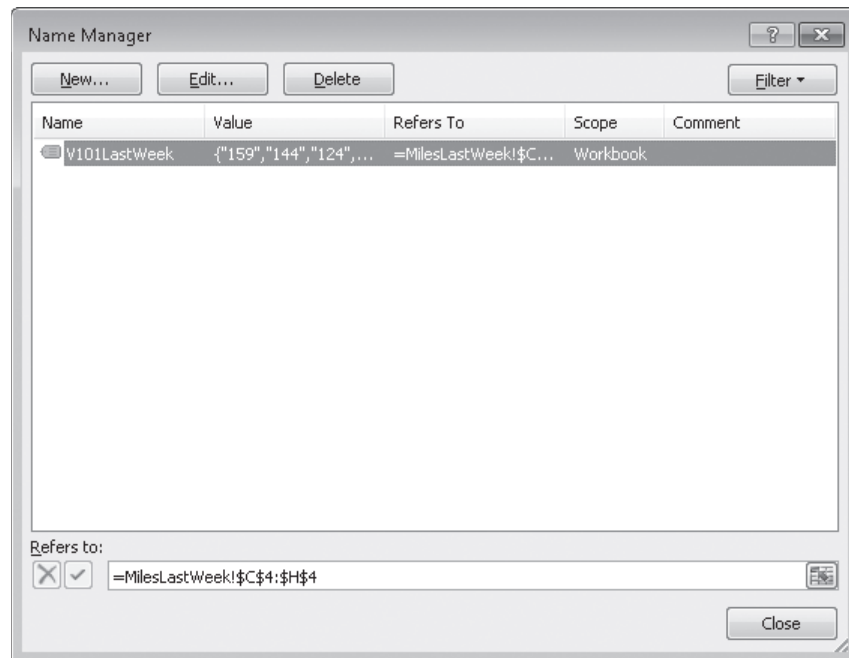 Name Manager
New... Edit... Delete Filter
Name Value Refers To Scope Comment
V101LastWeek {"159","144","124",... =MilesLastWeek!$C... Workbook
Refers to:
=MilesLastWeek!$C$4:$H$4
Close